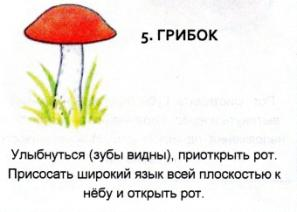 5. ГРИБОК
Улыбнуться (зубы видны), приоткрыть рот.
Присосать широкий язык всей плоскостью к
нёбу и открыть рот.